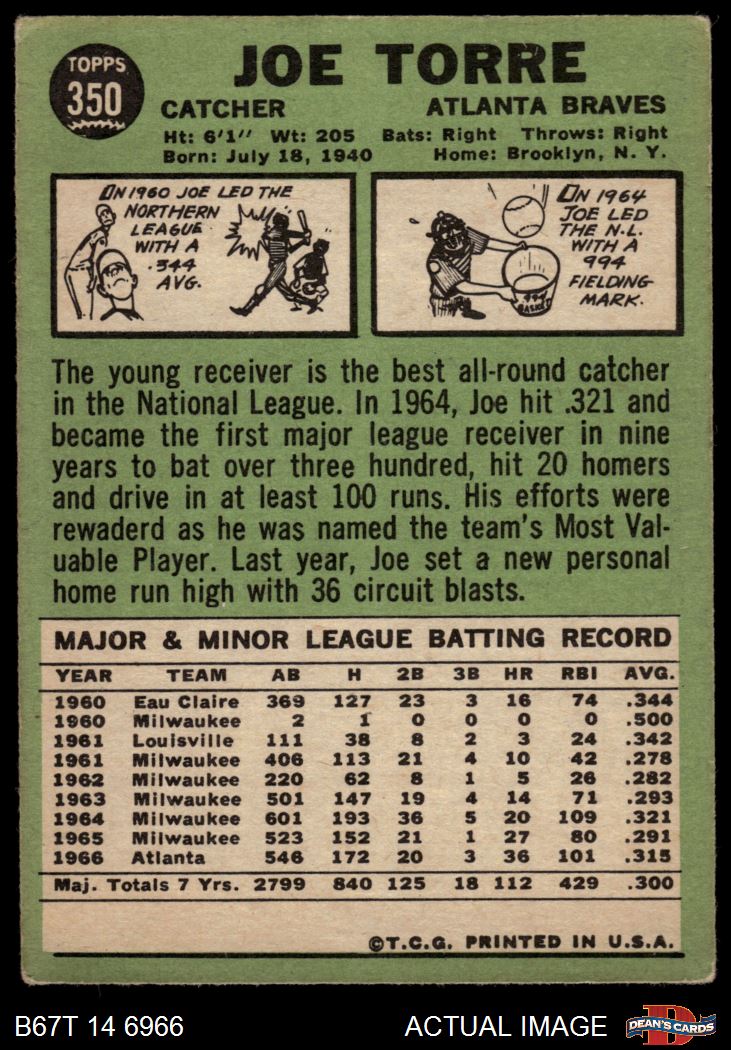 TOPPS
350
JOE TORRE
CATCHER ATLANTA BRAVES
Ht: 6'1" Wt: 205 Bats: Right Throws: Right
Born: July 18, 1940 Home: Brooklyn, N. Y.
ON 1960 JOE LED THE
NORTHERN
LEAGUE
WITH A
.344
AVG.
ON 1964
JOE LED
THE N.L.
WITH A
994
FIELDING
MARK.
.994
BASKET
The young receiver is the best all-round catcher
in the National League. In 1964, Joe hit .321 and
became the first major league receiver in nine
years to bat over three hundred, hit 20 homers
and drive in at least 100 runs. His efforts were
rewaderd as he was named the team's Most Val-
uable Player. Last year, Joe set a new personal
home run high with 36 circuit blasts.
MAJOR & MINOR LEAGUE BATTING RECORD
YEAR TEAM AB H 2B 3B HR RBI AVG.
1960 Eau Claire 369 127 23 3 16 74 .344
1960 Milwaukee 2 1 0 0 0 0 .500
1961 Louisville 111 38 8 2 3 24 .342
1961 Milwaukee 406 113 21 4 10 42 .278
1962 Milwaukee 220 62 8 1 5 26 .282
1963 Milwaukee 501 147 19 4 14 71 .293
1964 Milwaukee 601 193 36 5 20 109 .321
1965 Milwaukee 523 152 21 1 27 80 .291
1966 Atlanta 546 172 20 3 36 101 .315
Maj. Totals 7 Yrs. 2799 840 125 18 112 429 .300
©T.C.G. PRINTED IN U.S.A.
B67T 14 6966 ACTUAL IMAGE
D
DEAN'S CARDS